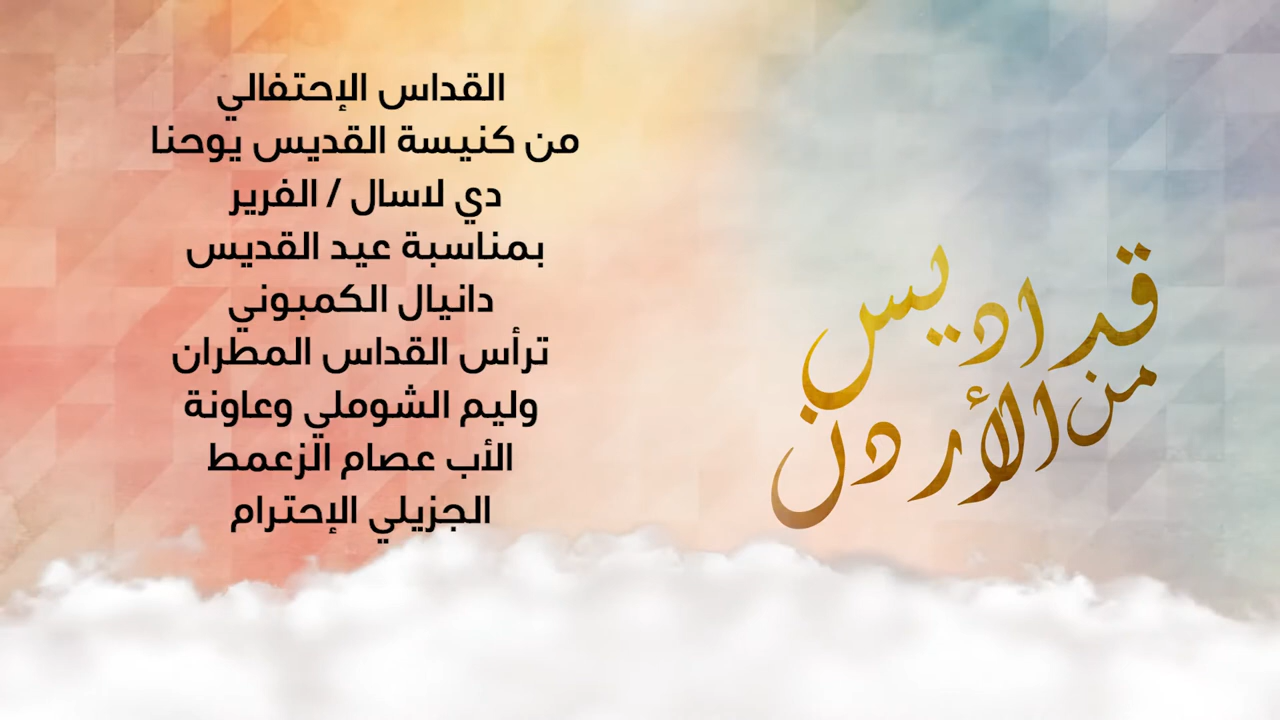 القداس الإحتفالي
من كنيسة القديس يوحنا
دي لاسال / الفرير
بمناسبة عيد القديس
دانيال الكمبوني
ترأس القداس المطران
وليم الشوملي وعاونة
الأب عصام الزعمط
الجزيلي الإحترام
قداديس
من الأردن